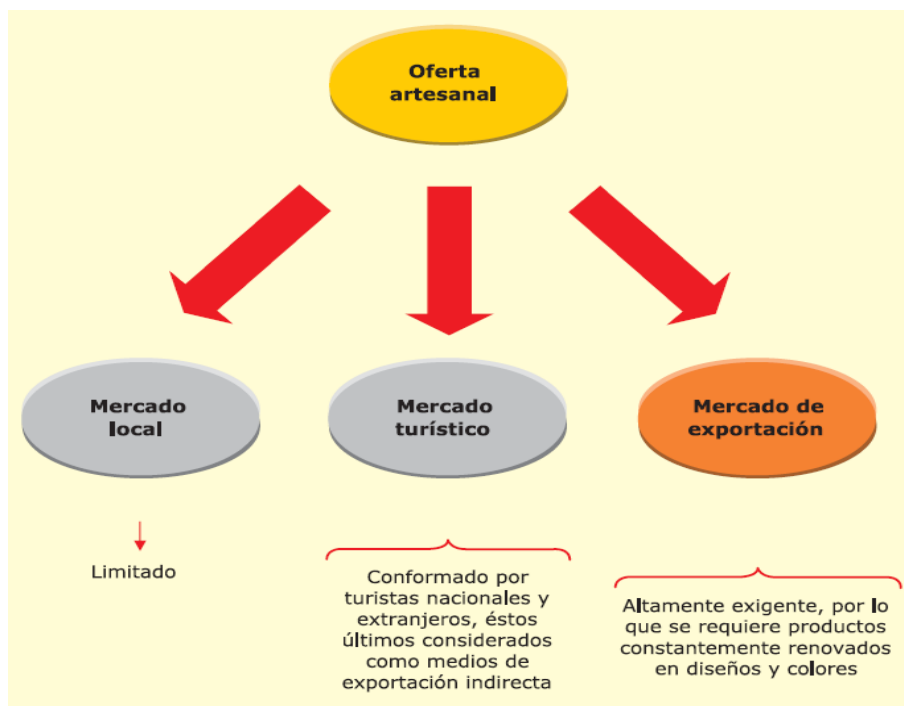 Oferta
artesanal
Mercado
local
Mercado
turístico
Mercado de
exportación
Limitado
Conformado por
turistas nacionales y
extranjeros, éstos
últimos considerados
como medios de
exportación indirecta
Altamente exigente, por lo
que se requiere productos
constantemente renovados
en diseños y colores